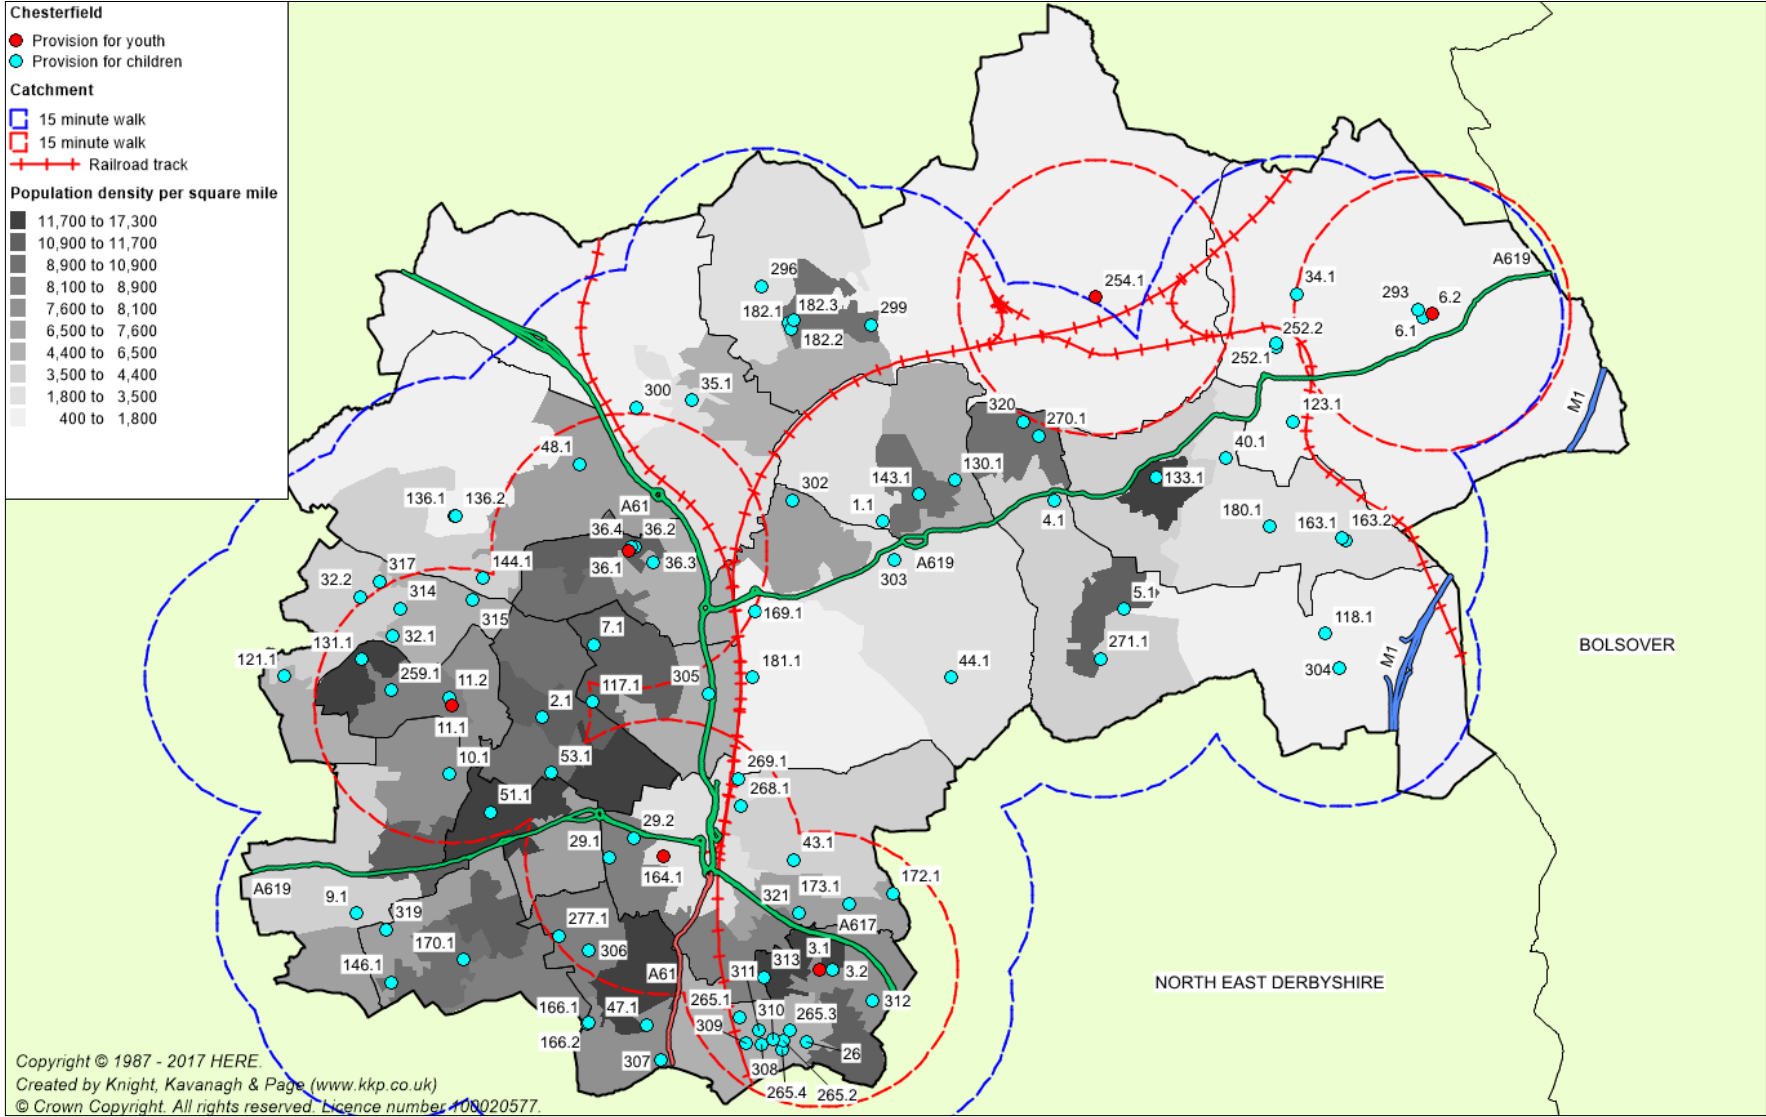 Chesterfield
Provision for youth
Provision for children
Catchment
15 minute walk
15 minute walk
Railroad track
Population density per square mile
11,700 to 17,300
10,900 to 11,700
8,900 to 10,900
8,100 to 8,900
7,600 to 8,100
6,500 to 7,600
4,400 to 6,500
3,500 to 4,400
1,800 to 3,500
400 to 1,800
A619
296
254.1
34.1
293
6.2
182.1
182.3
299
6.1
182.2
252.2
252.1
300
35.1
M1
320
270.1
123.1
48.1
40.1
143.1
130.1
133.1
136.1
136.2
302
1.1
A61
4.1
180.1
163.1
163.2
36.4
36.2
36.1
36.3
A619
303
317
144.1
32.2
314
5.1
315
169.1
118.1
7.1
131.1
32.1
271.1
BOLSOVER
121.1
259.1
11.2
181.1
44.1
M1
304
305
117.1
2.1
11.1
10.1
53.1
269.1
268.1
51.1
29.2
29.1
43.1
164.1
172.1
A619
173.1
9.1
321
319
277.1
A617
170.1
306
3.1
313
146.1
A61
311
3.2
NORTH EAST DERBYSHIRE
265.1
312
166.1
47.1
310
265.3
309
166.2
26
307
308
265.4
265.2
Copyright © 1987 - 2017 HERE.
Created by Knight, Kavanagh & Page (www.kkp.co.uk)
© Crown Copyright. All rights reserved. Licence number 100020577.